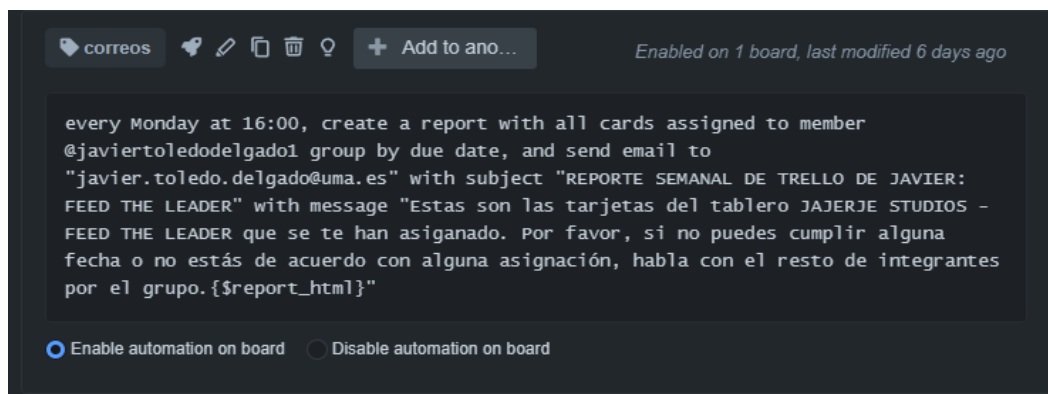 correos Add to ano... Enabled on 1 board, last modified 6 days ago
every Monday at 16:00, create a report with all cards assigned to member
@javiertoledodelgado1 group by due date, and send email to
"javier.toledo.delgado@uma.es" with subject "REPORTE SEMANAL DE TRELLO DE JAVIER:
FEED THE LEADER" with message "Estas son las tarjetas del tablero JAJERJE STUDIOS –
FEED THE LEADER que se te han asiganado. Por favor, si no puedes cumplir alguna
fecha o no estás de acuerdo con alguna asignación, habla con el resto de integrantes
por el grupo.{$report_html}"
Enable automation on board Disable automation on board